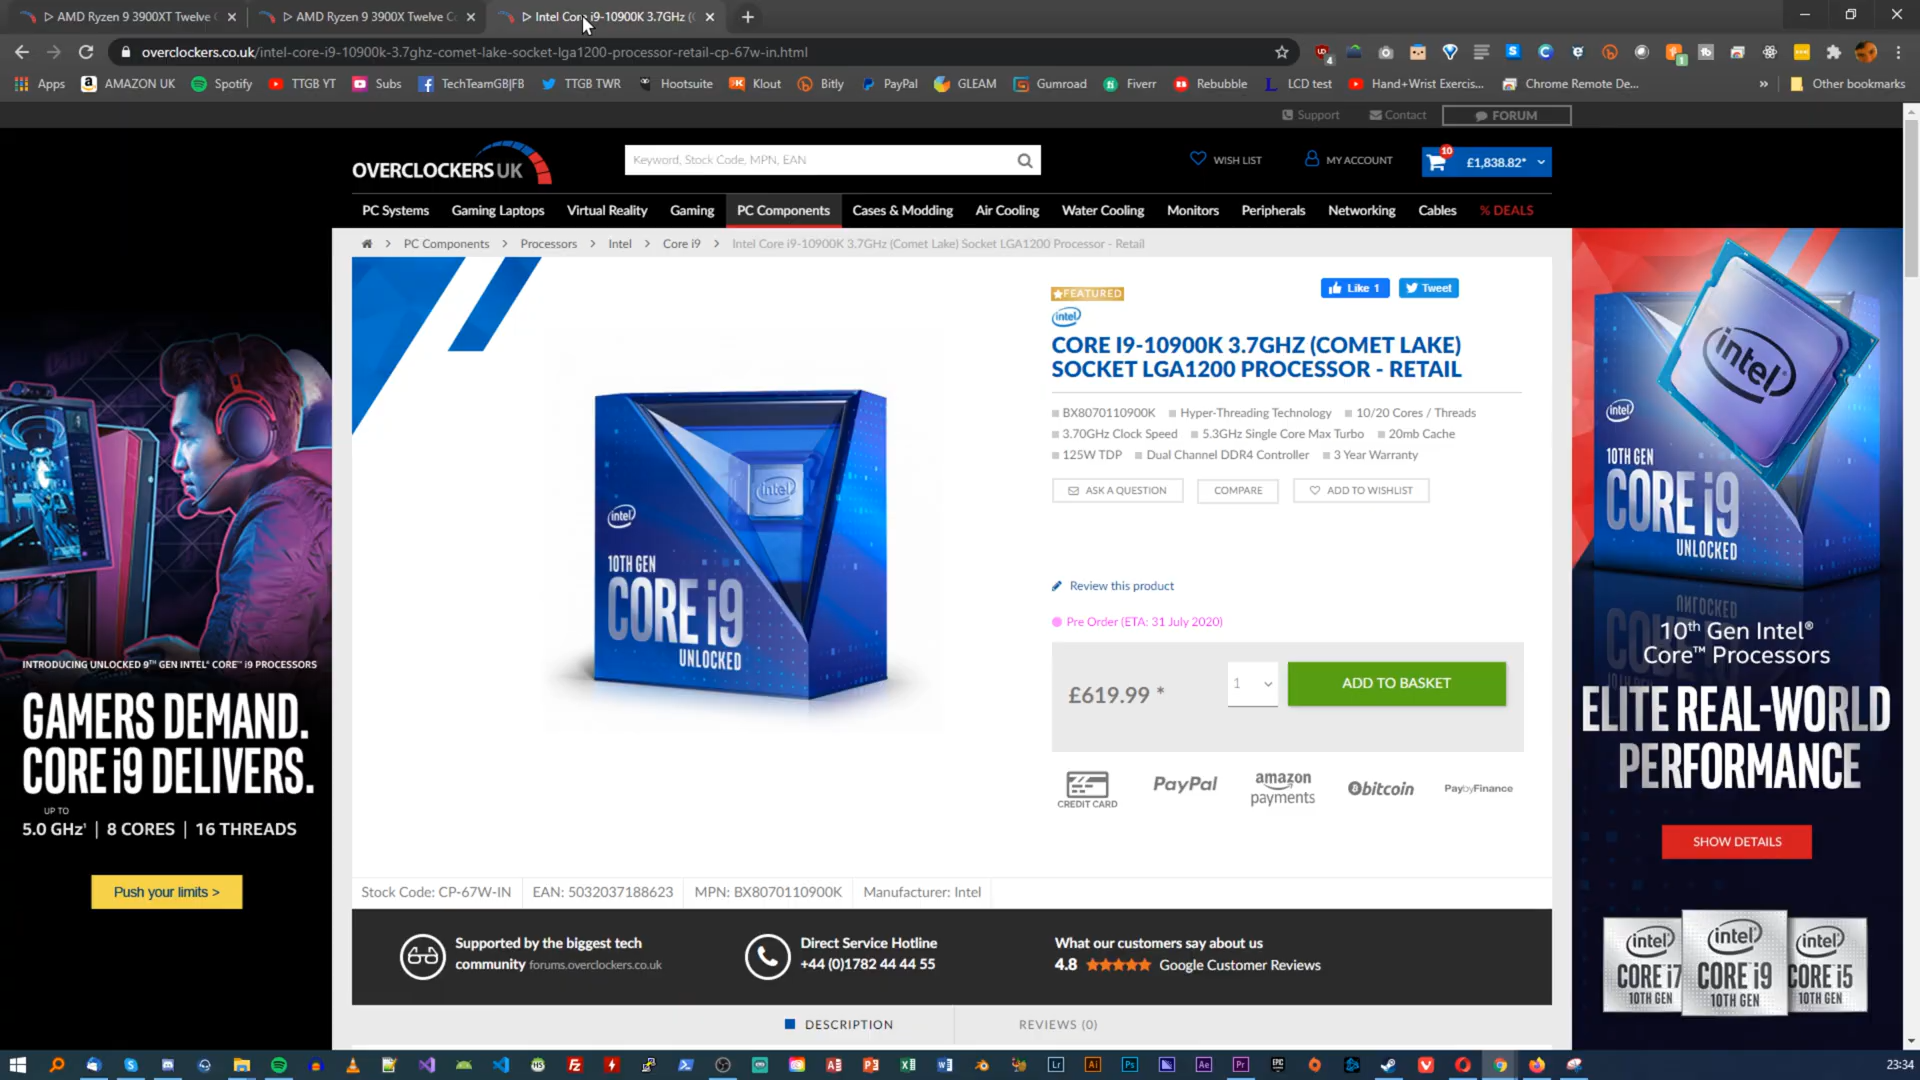 ▷ AMD Ryzen 9 3900XT Twelve
▷ AMD Ryzen 9 3900X Twelve Co
▷ Intel Core i9-10900K 3.7GHz (
overclockers.co.uk/intel-core-i9-10900k-3.7ghz-comet-lake-socket-lga1200-processor-retail-cp-67w-in.html
Apps
AMAZON UK
Spotify
TTGB YT
Subs
TechTeamGB|FB
TTGB TWR
Hootsuite
Klout
Bitly
PayPal
GLEAM
Gumroad
Fiverr
Rebubble
LCD test
Hand+Wrist Exercis...
Chrome Remote De...
Other bookmarks
Support
Contact
FORUM
OVERCLOCKERS UK
Keyword, Stock Code, MPN, EAN
WISH LIST
MY ACCOUNT
10
£1,838.82*
PC Systems
Gaming Laptops
Virtual Reality
Gaming
PC Components
Cases & Modding
Air Cooling
Water Cooling
Monitors
Peripherals
Networking
Cables
% DEALS
PC Components > Processors > Intel > Core i9 > Intel Core i9-10900K 3.7GHz (Comet Lake) Socket LGA1200 Processor - Retail
FEATURED
Like 1
Tweet
intel
CORE I9-10900K 3.7GHZ (COMET LAKE)
SOCKET LGA1200 PROCESSOR - RETAIL
BX8070110900K
Hyper-Threading Technology
10/20 Cores / Threads
3.70GHz Clock Speed
5.3GHz Single Core Max Turbo
20mb Cache
125W TDP
Dual Channel DDR4 Controller
3 Year Warranty
ASK A QUESTION
COMPARE
ADD TO WISHLIST
intel
intel
10TH GEN
CORE i9
UNLOCKED
Review this product
Pre Order (ETA: 31 July 2020)
£619.99 *
1
ADD TO BASKET
CREDIT CARD
PayPal
amazon
payments
bitcoin
PaybyFinance
INTRODUCING UNLOCKED 9TH GEN INTEL® CORE™ i9 PROCESSORS
GAMERS DEMAND.
CORE i9 DELIVERS.
UP TO
5.0 GHz¹ | 8 CORES | 16 THREADS
Push your limits >
intel
intel
10TH GEN
CORE i9
UNLOCKED
10th Gen Intel®
Core™ Processors
ELITE REAL-WORLD
PERFORMANCE
SHOW DETAILS
intel
CORE i7
10TH GEN
intel
CORE i9
10TH GEN
intel
CORE i5
10TH GEN
Stock Code: CP-67W-IN
EAN: 5032037188623
MPN: BX8070110900K
Manufacturer: Intel
Supported by the biggest tech
community forums.overclockers.co.uk
Direct Service Hotline
+44 (0)1782 44 44 55
What our customers say about us
4.8 ★★★★★ Google Customer Reviews
DESCRIPTION
REVIEWS (0)
23:34